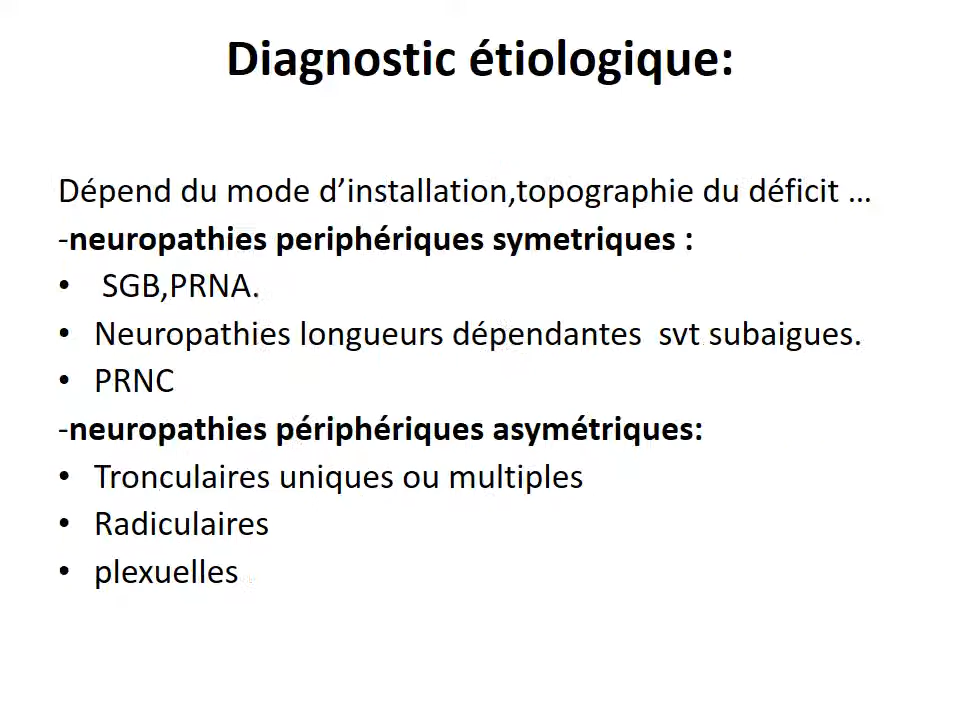 Diagnostic étiologique:
Dépend du mode d’installation,topographie du déficit …
-neuropathies periphériques symetriques :
• SGB,PRNA.
• Neuropathies longueurs dépendantes svt subaigues.
• PRNC
-neuropathies périphériques asymétriques:
• Tronculaires uniques ou multiples
• Radiculaires
• plexuelles